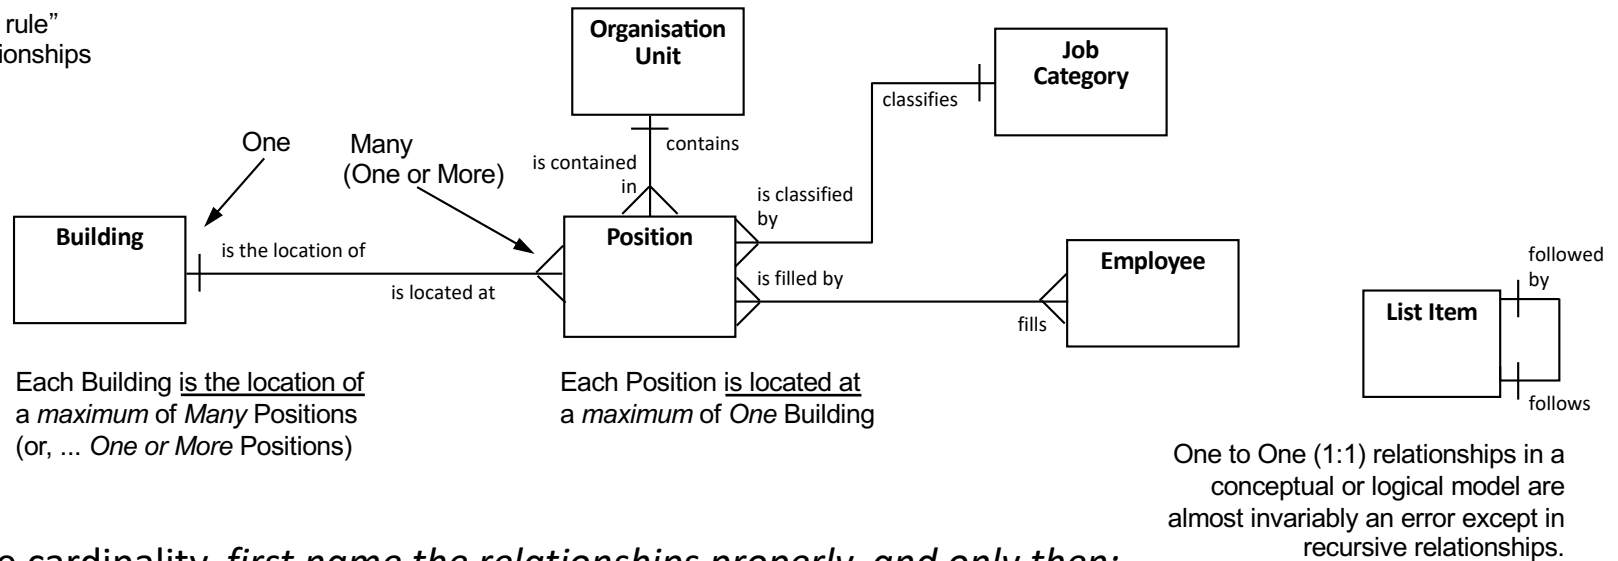 rule”
ionships
Organisation
Unit
Job
Category
classifies
One
Many
(One or More)
contains
is contained
in
is classified
by
Building
is the location of
is located at
Position
is filled by
fills
Employee
followed
by
List Item
follows
Each Building is the location of
a maximum of Many Positions
(or, ... One or More Positions)
Each Position is located at
a maximum of One Building
One to One (1:1) relationships in a
conceptual or logical model are
almost invariably an error except in
recursive relationships.
cardinality, first name the relationships properly, and only then: